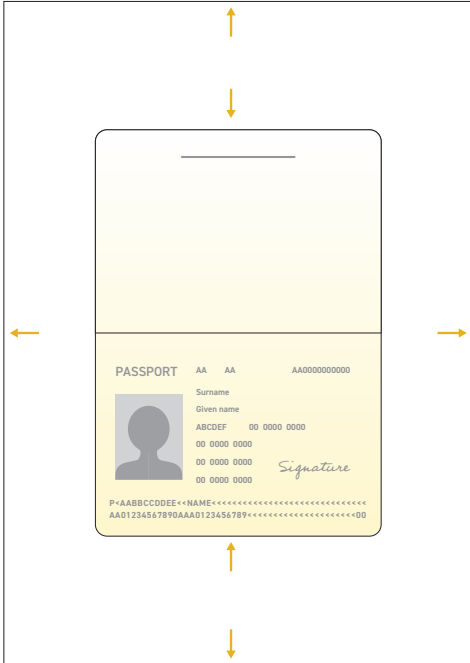 PASSPORT AA AA AA0000000000
Surname
Given name
ABCDEF 00 0000 0000
00 0000 0000
00 0000 0000 Signature
00 0000 0000
P<AABBCCDDEE<<NAME<<<<<<<<<<<<<<<<<<<<<<<<<<<<<<
AA01234567890AAA0123456789<<<<<<<<<<<<<<<<<<<<<00